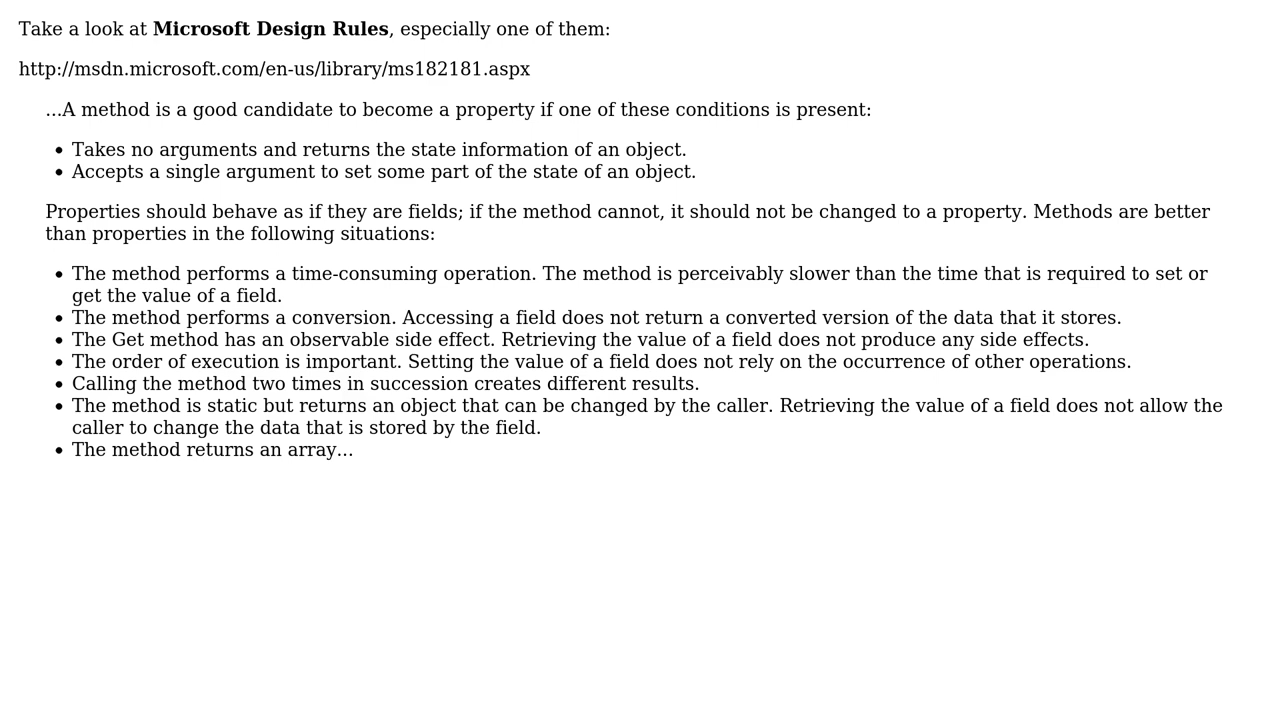 Take a look at Microsoft Design Rules, especially one of them:
http://msdn.microsoft.com/en-us/library/ms182181.aspx
...A method is a good candidate to become a property if one of these conditions is present:
• Takes no arguments and returns the state information of an object.
• Accepts a single argument to set some part of the state of an object.
Properties should behave as if they are fields; if the method cannot, it should not be changed to a property. Methods are better
than properties in the following situations:
• The method performs a time-consuming operation. The method is perceivably slower than the time that is required to set or
get the value of a field.
• The method performs a conversion. Accessing a field does not return a converted version of the data that it stores.
• The Get method has an observable side effect. Retrieving the value of a field does not produce any side effects.
• The order of execution is important. Setting the value of a field does not rely on the occurrence of other operations.
• Calling the method two times in succession creates different results.
• The method is static but returns an object that can be changed by the caller. Retrieving the value of a field does not allow the
caller to change the data that is stored by the field.
• The method returns an array...